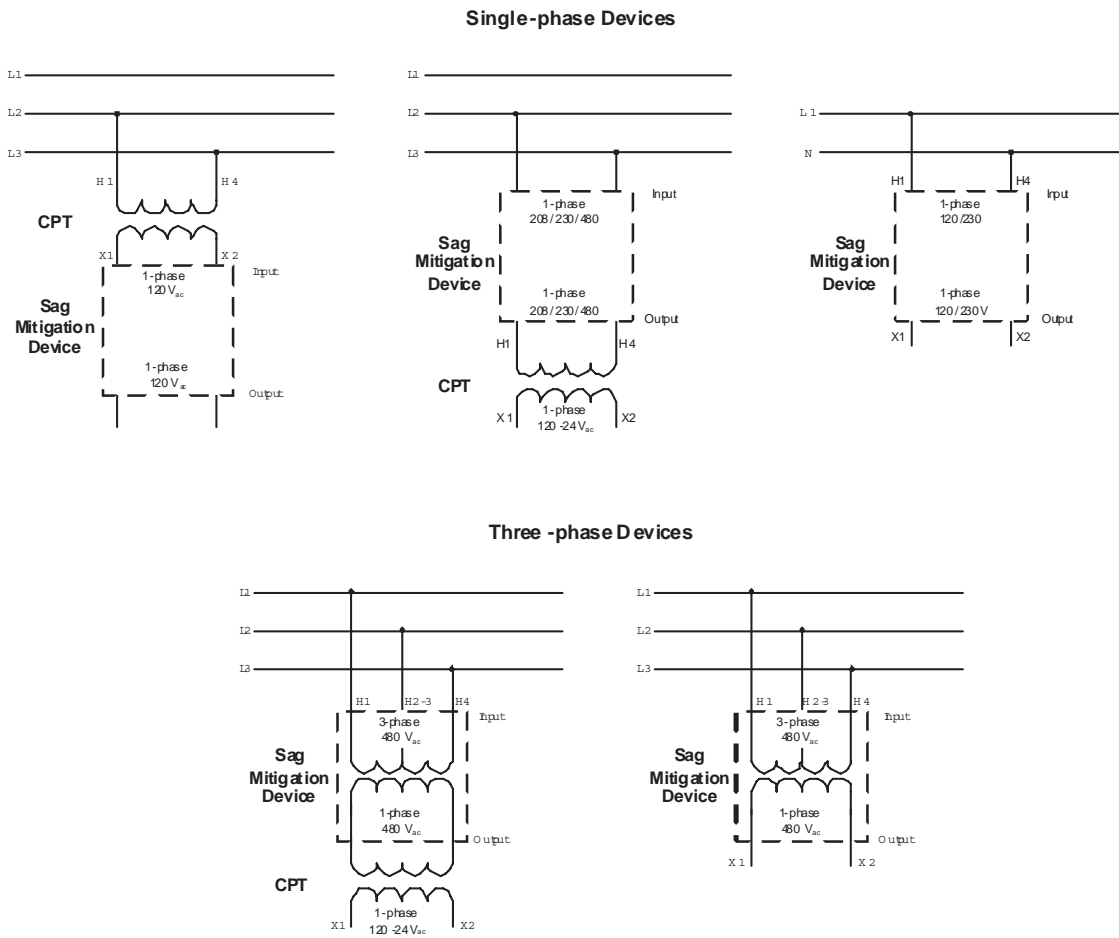 Single-phase Devices
L1
L2
L3
H1
H4
CPT
X1
X2
1-phase
120 Vac
Input
Sag
Mitigation
Device
1-phase
120 Vac
Output
L1
L2
L3
1-phase
208/230/480
Input
Sag
Mitigation
Device
1-phase
208/230/480
Output
H1
H4
CPT
X1
1-phase
120-24 Vac
X2
L1
N
H1
H4
1-phase
120/230
Input
Sag
Mitigation
Device
1-phase
120/230 V
Output
X1
X2
Three-phase Devices
L1
L2
L3
H1
H2-3
H4
3-phase
480 Vac
Input
Sag
Mitigation
Device
1-phase
480 Vac
Output
CPT
X1
1-phase
120-24 Vac
X2
L1
L2
L3
H1
H2-3
H4
3-phase
480 Vac
Input
Sag
Mitigation
Device
1-phase
480 Vac
Output
X1
X2